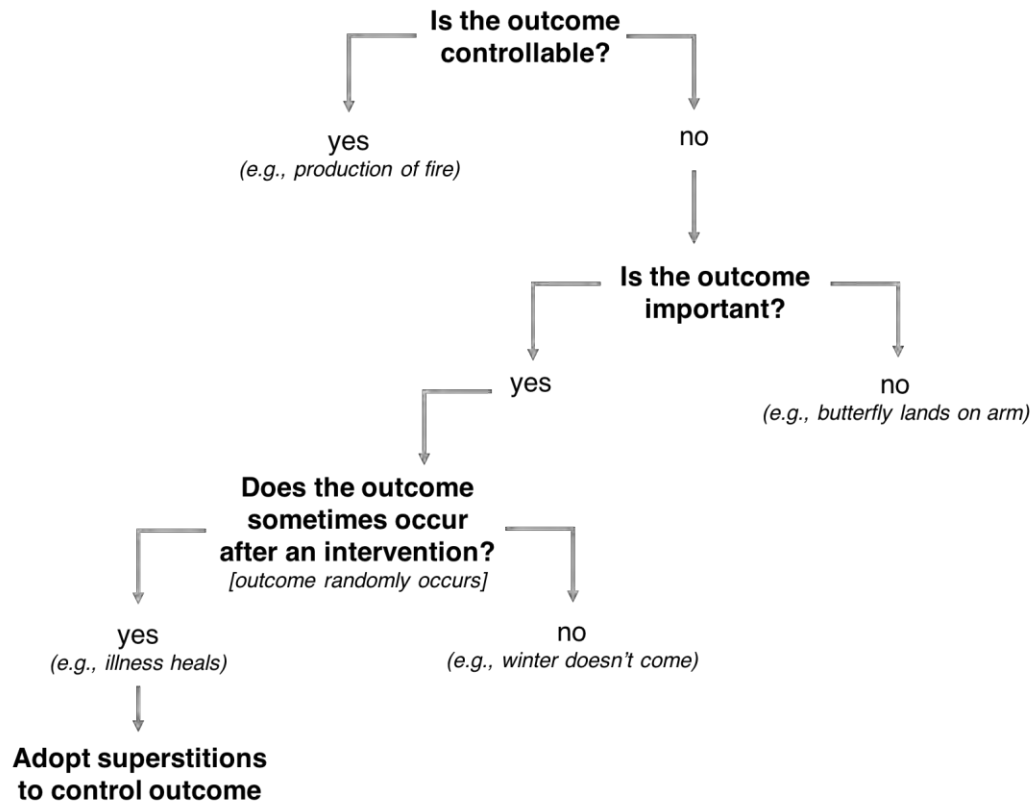 Is the outcome
controllable?
yes
(e.g., production of fire)
no
Is the outcome
important?
yes
no
(e.g., butterfly lands on arm)
Does the outcome
sometimes occur
after an intervention?
[outcome randomly occurs]
yes
(e.g., illness heals)
no
(e.g., winter doesn't come)
Adopt superstitions
to control outcome